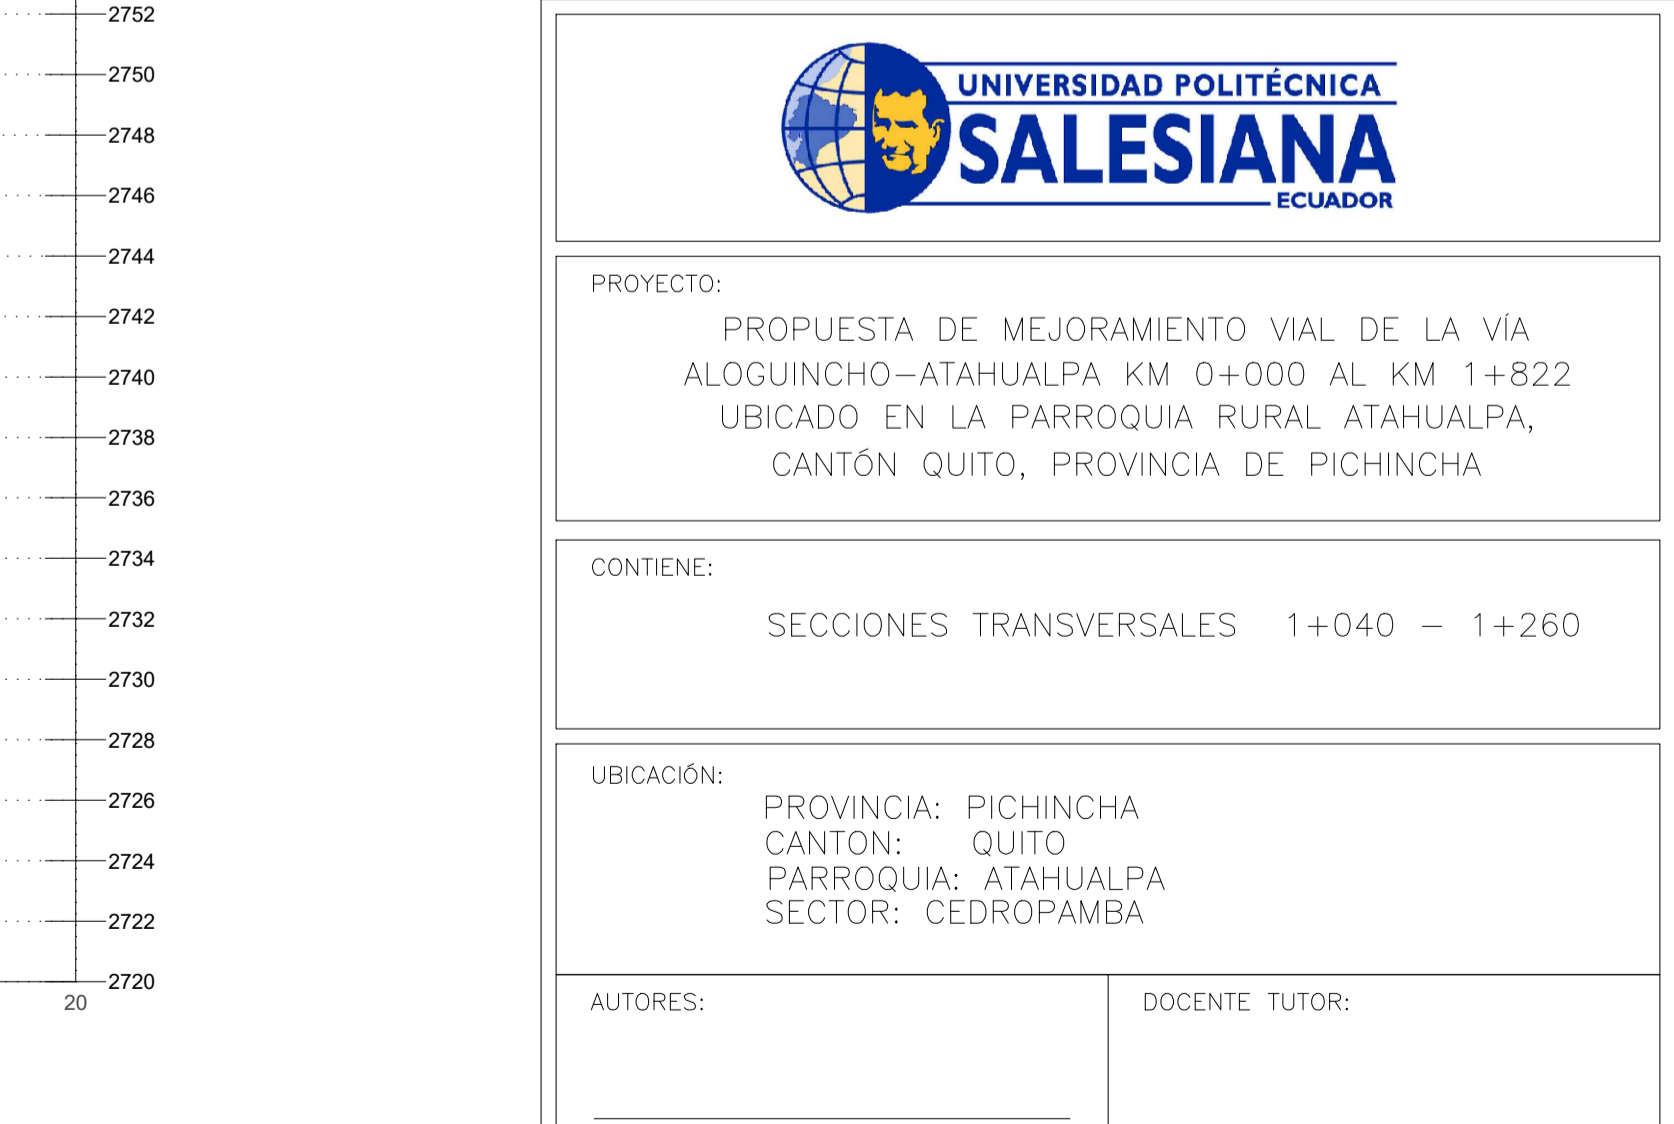 2752
2750
2748
2746
2744
2742
2740
2738
2736
2734
2732
2730
2728
2726
2724
2722
2720
20
UNIVERSIDAD POLITÉCNICA
SALESIANA
ECUADOR
PROYECTO:
PROPUESTA DE MEJORAMIENTO VIAL DE LA VÍA
ALOGUINCHO-ATAHUALPA KM 0+000 AL KM 1+822
UBICADO EN LA PARROQUIA RURAL ATAHUALPA,
CANTÓN QUITO, PROVINCIA DE PICHINCHA
CONTIENE:
SECCIONES TRANSVERSALES 1+040 - 1+260
UBICACIÓN:
PROVINCIA: PICHINCHA
CANTON: QUITO
PARROQUIA: ATAHUALPA
SECTOR: CEDROPAMBA
AUTORES:
DOCENTE TUTOR: